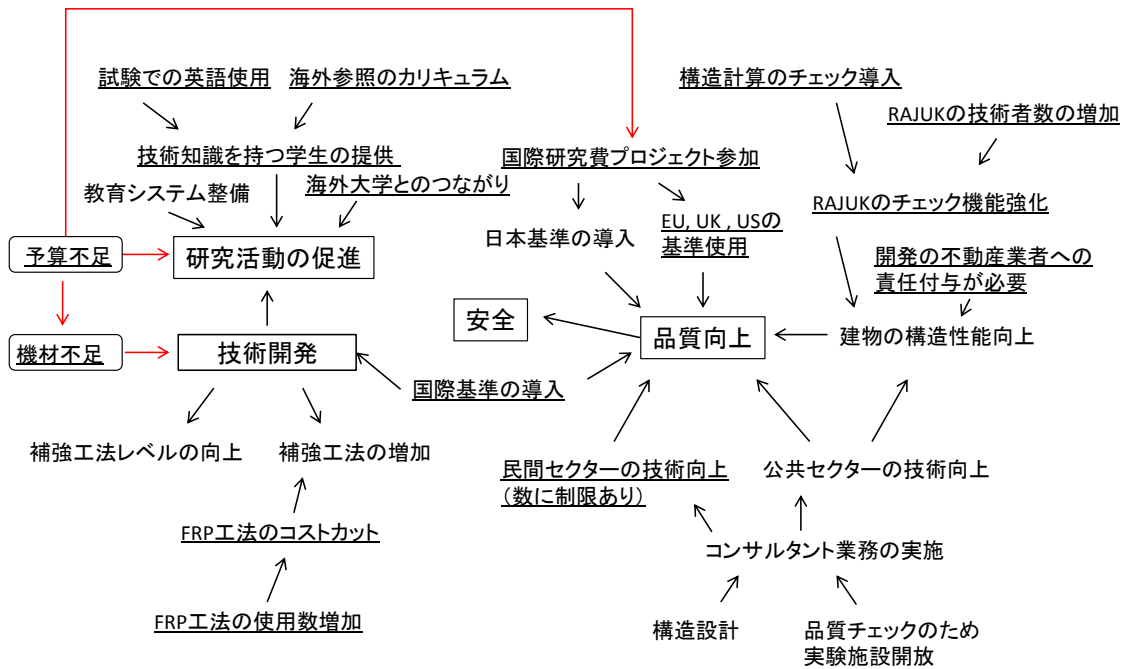 試験での英語使用
海外参照のカリキュラム
構造計算のチェック導入
RAJUKの技術者数の増加
技術知識を持つ学生の提供
国際研究費プロジェクト参加
教育システム整備
海外大学とのつながり
RAJUKのチェック機能強化
日本基準の導入
EU, UK , USの
基準使用
予算不足
研究活動の促進
開発の不動産業者への
責任付与が必要
安全
品質向上
建物の構造性能向上
機材不足
技術開発
国際基準の導入
補強工法レベルの向上
補強工法の増加
民間セクターの技術向上
(数に制限あり)
公共セクターの技術向上
FRP工法のコストカット
コンサルタント業務の実施
FRP工法の使用数増加
構造設計
品質チェックのため
実験施設開放